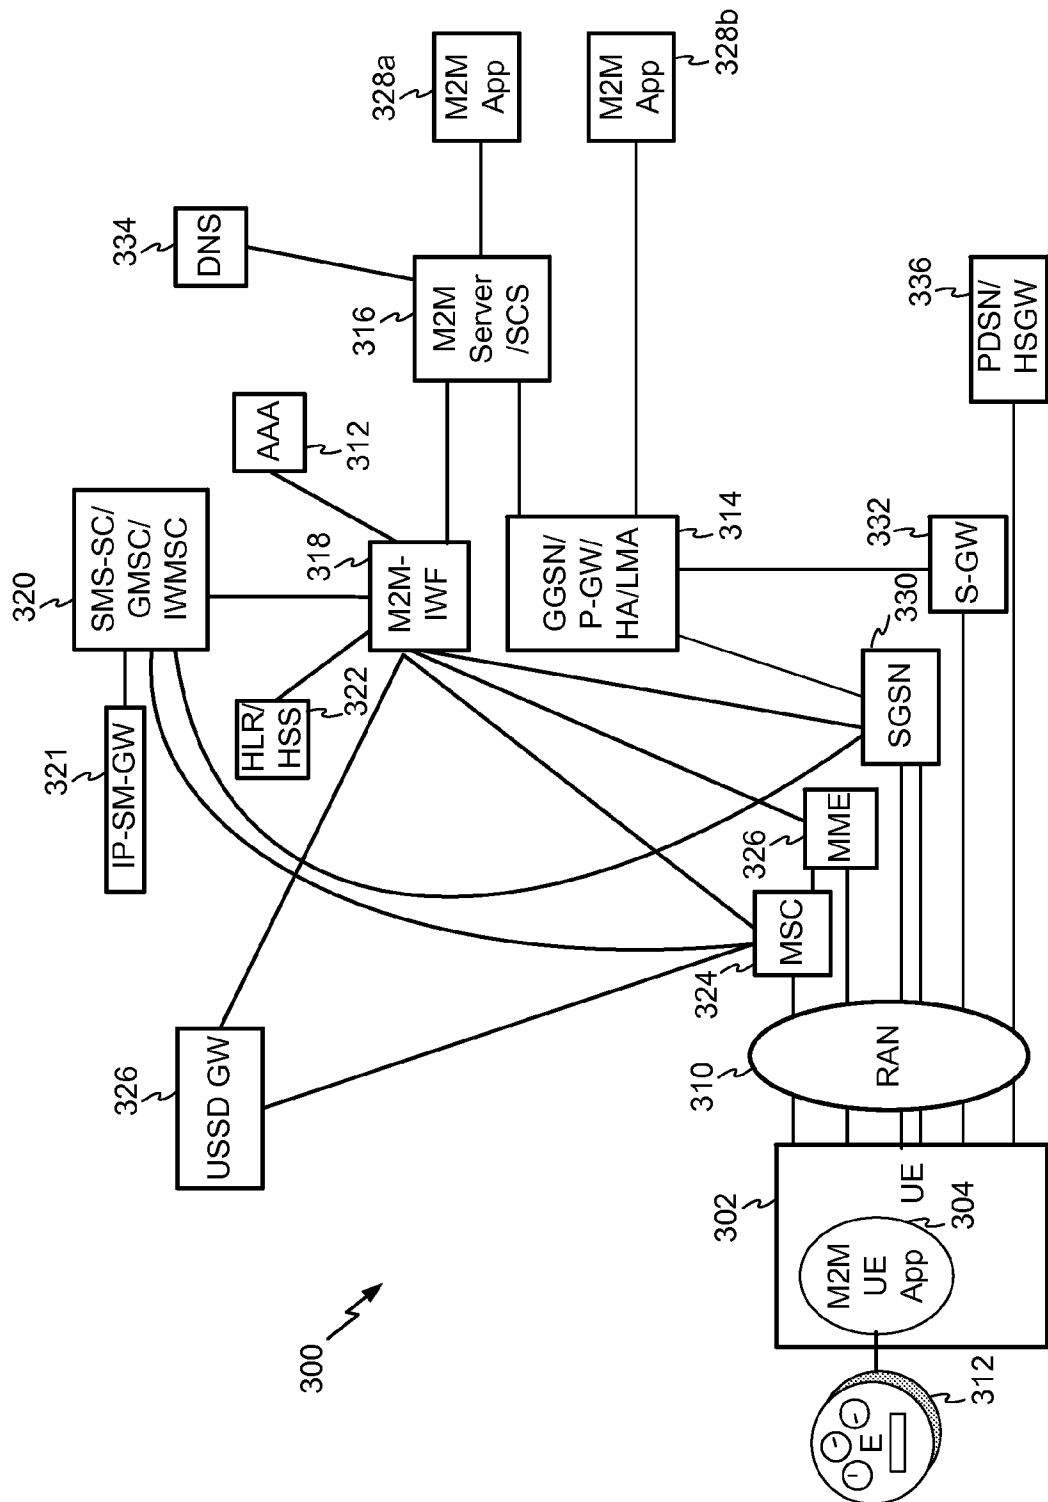 300
326
USSD GW
321
IP-SM-GW
320
SMS-SC/
GMSC/
IWMSC
AAA
312
334
DNS
HLR/
HSS
322
318
M2M-
IWF
316
M2M
Server
/SCS
328a
M2M
App
GGSN/
P-GW/
HA/LMA
314
M2M
App
328b
324
MSC
326
MME
330
SGSN
332
S-GW
336
PDSN/
HSGW
310
RAN
302
UE
M2M
UE
App
304
E
312